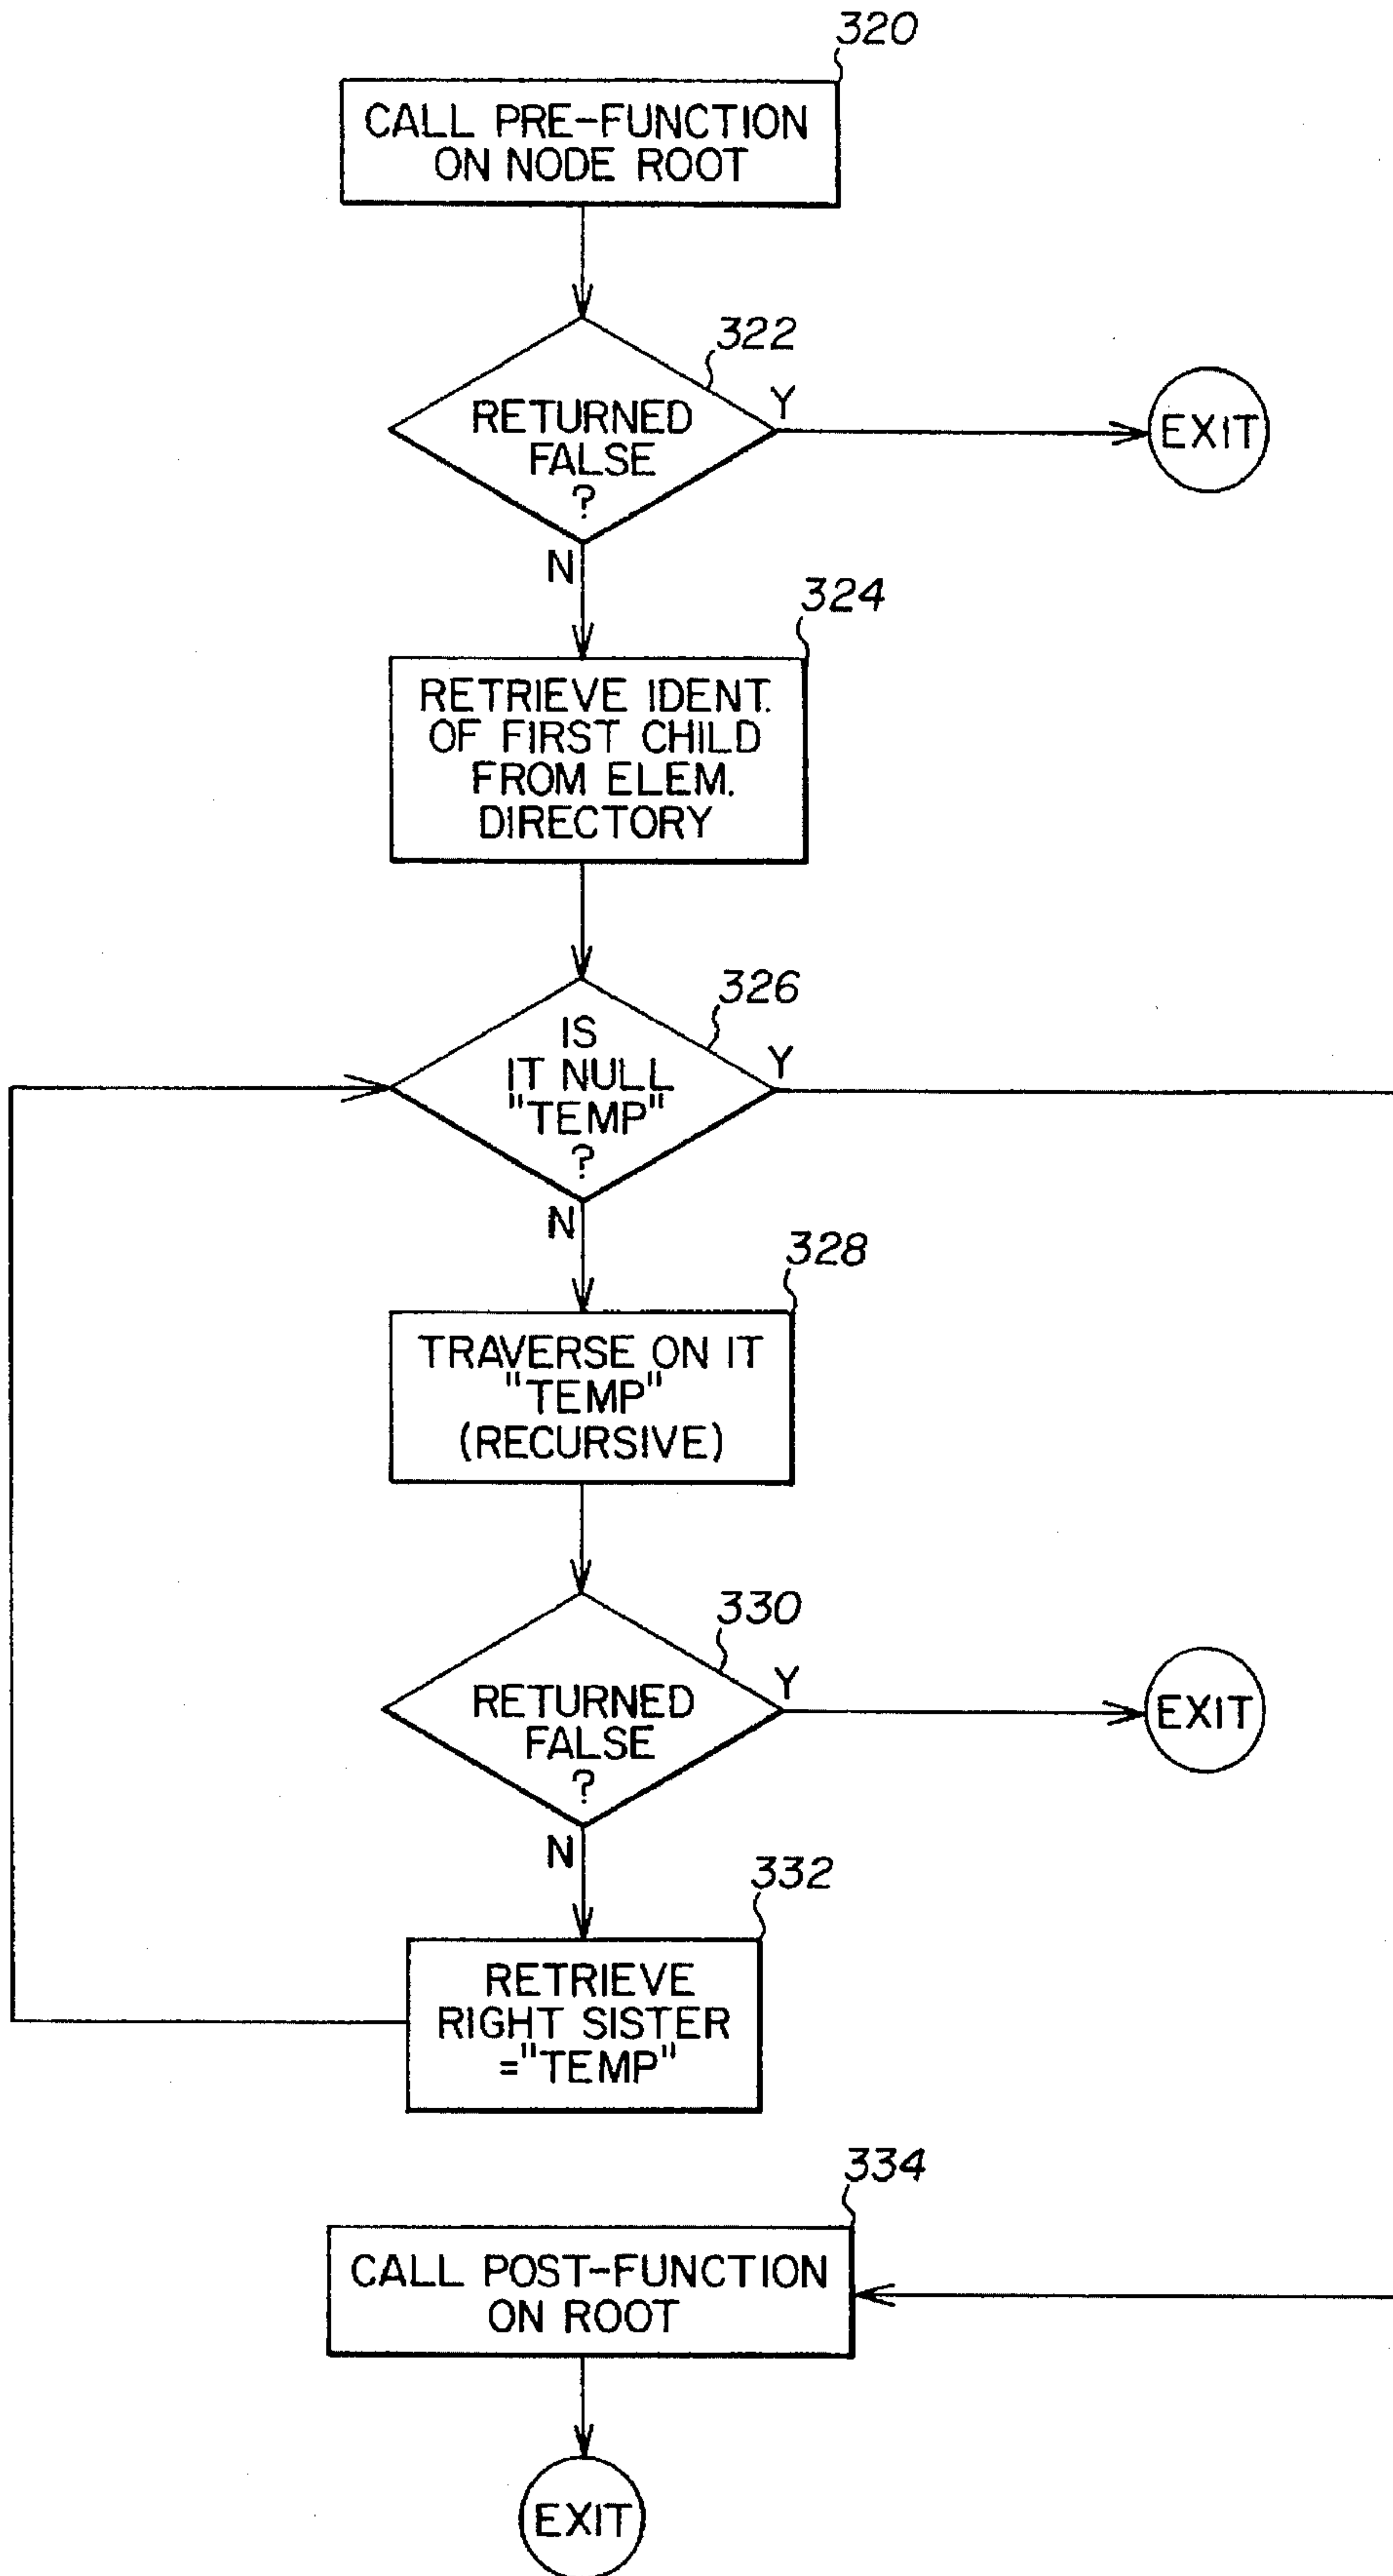 320
CALL PRE-FUNCTION
ON NODE ROOT
322
RETURNED
FALSE
?
Y
EXIT
N
324
RETRIEVE IDENT.
OF FIRST CHILD
FROM ELEM.
DIRECTORY
326
IS
IT NULL
"TEMP"
?
Y
N
328
TRAVERSE ON IT
"TEMP"
(RECURSIVE)
330
RETURNED
FALSE
?
Y
EXIT
N
332
RETRIEVE
RIGHT SISTER
="TEMP"
334
CALL POST-FUNCTION
ON ROOT
EXIT